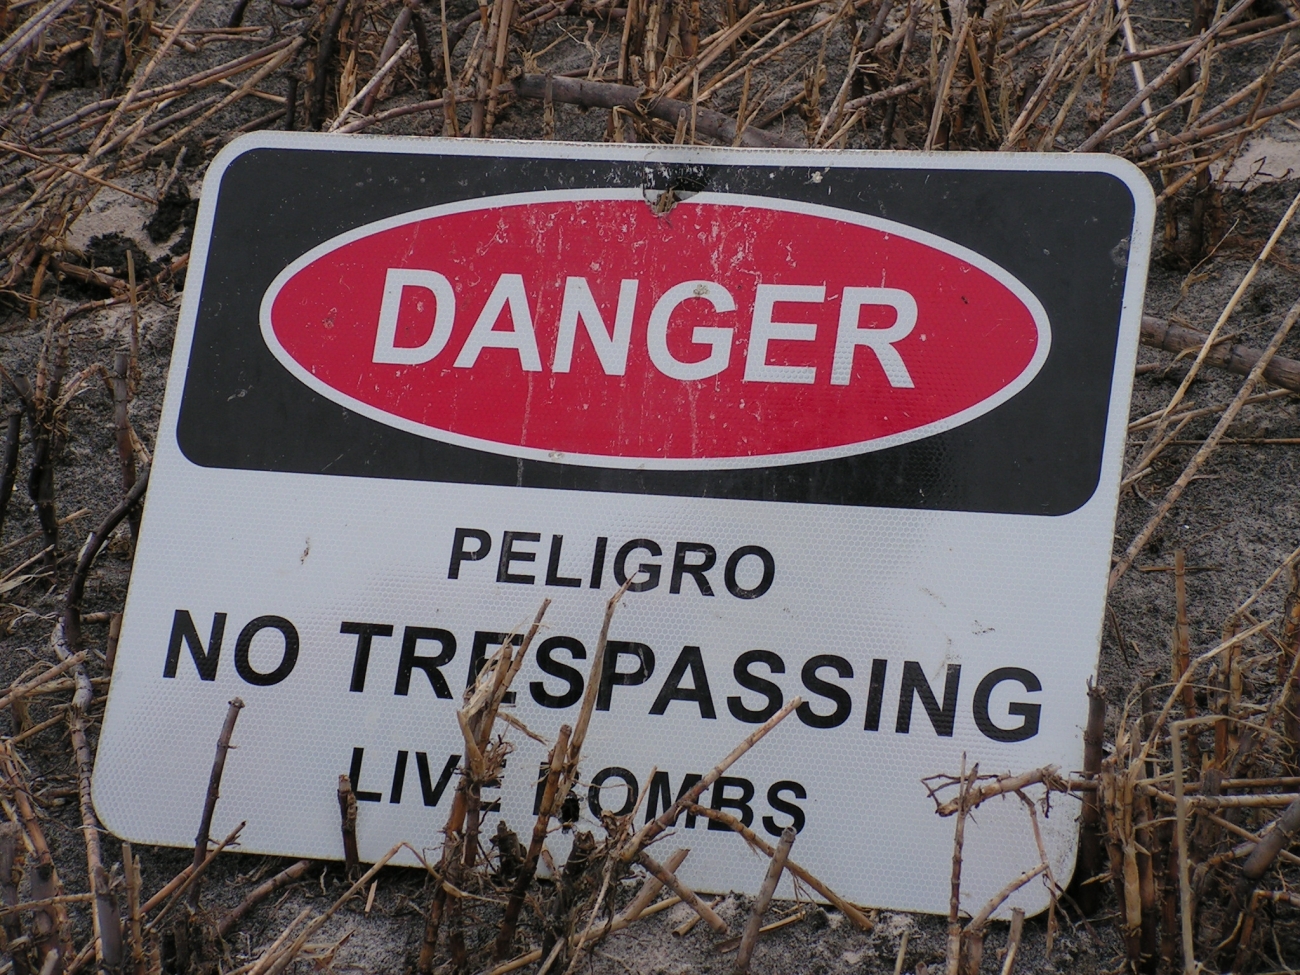 DANGER
PELIGRO
NO TRESPASSING
LIVE BOMBS